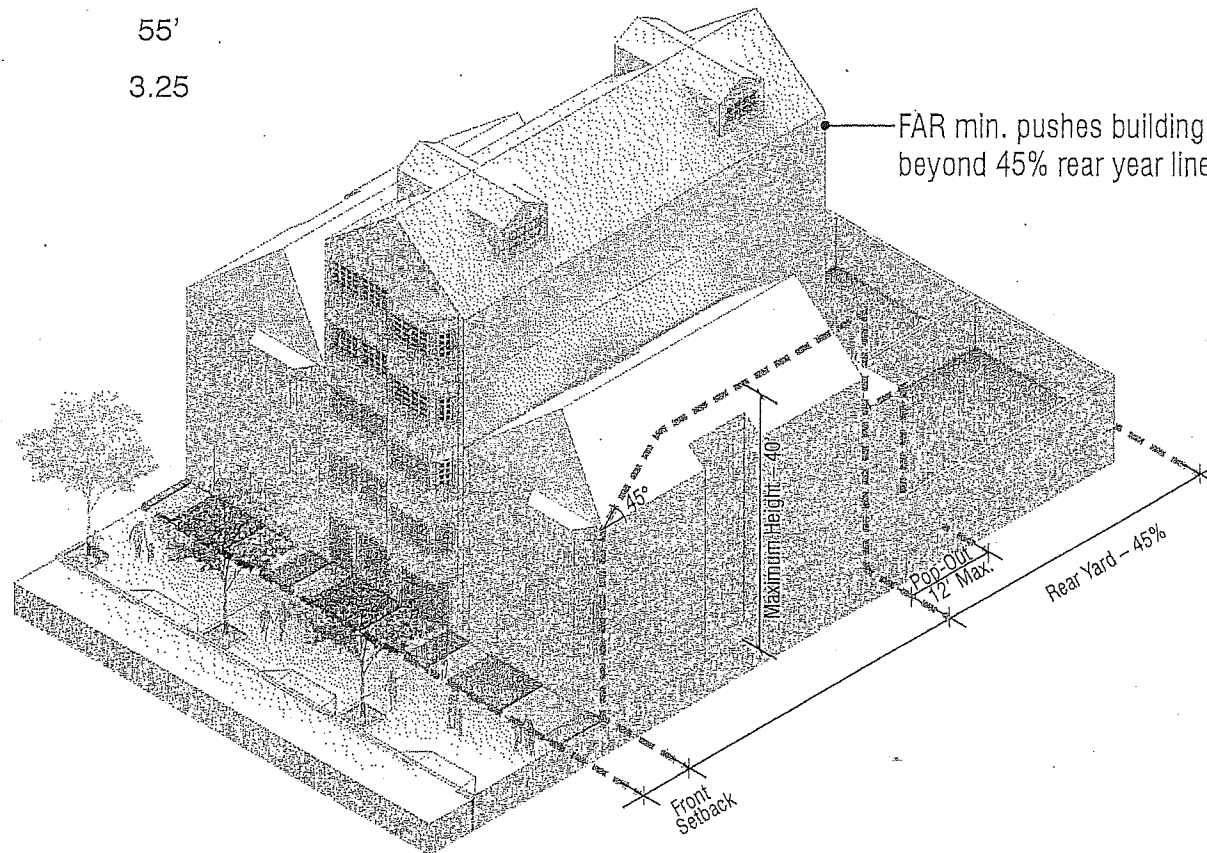 55'
3.25
FAR min. pushes building
beyond 45% rear year line
45°
Maximum Height – 40'
Pop-Out
12' Max.
Rear Yard – 45%
Front
Setback